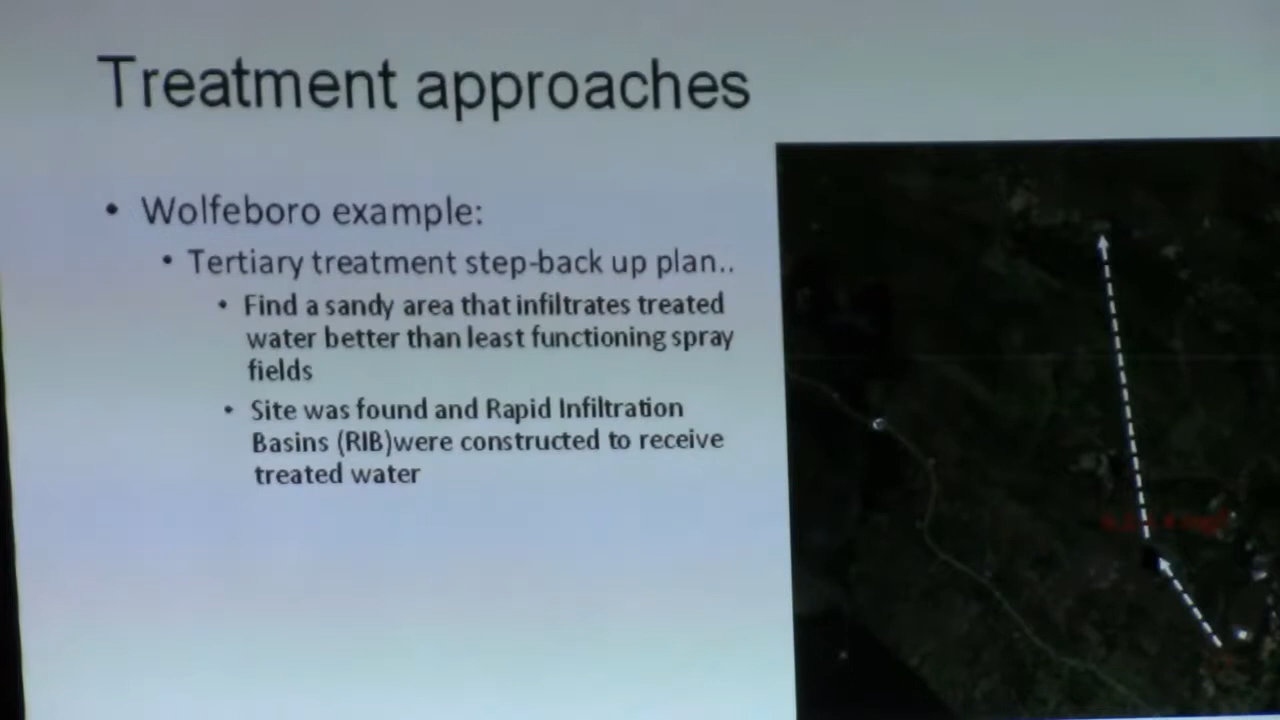 Treatment approaches
• Wolfeboro example:
• Tertiary treatment step-back up plan..
• Find a sandy area that infiltrates treated
water better than least functioning spray
fields
• Site was found and Rapid Infiltration
Basins (RIB)were constructed to receive
treated water